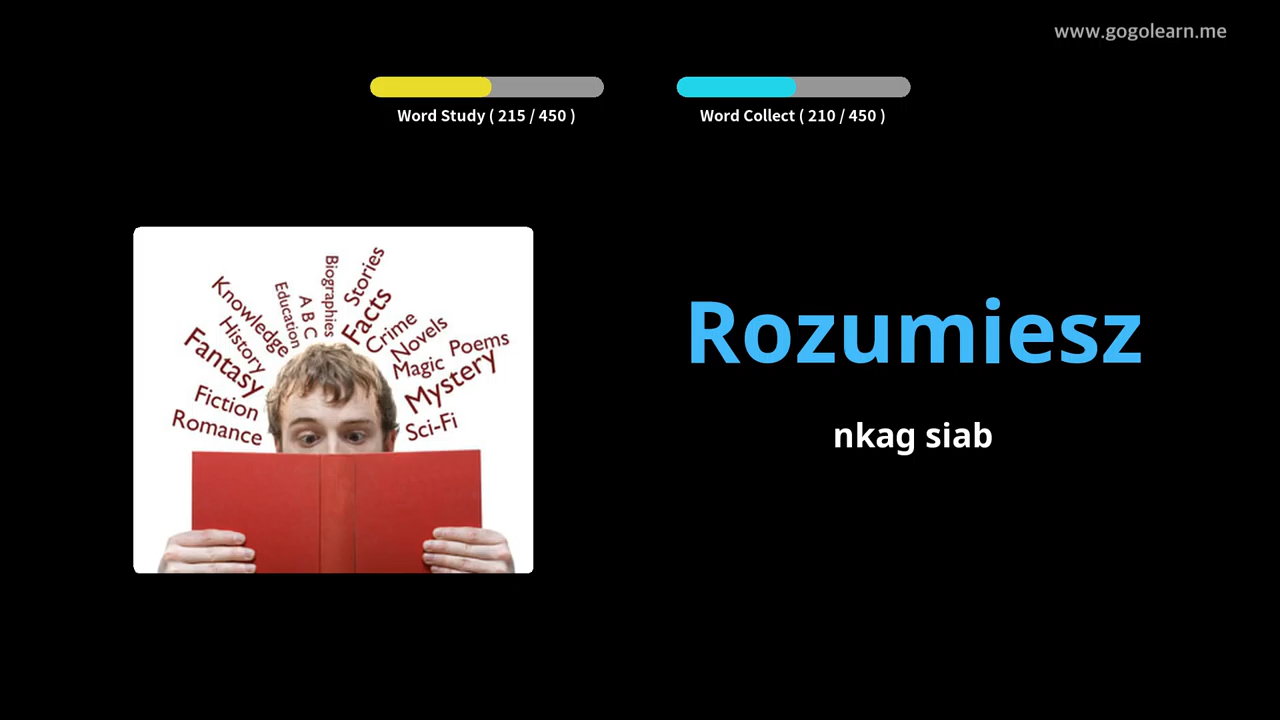 www.gogolearn.me
Word Study ( 215 / 450 )
Word Collect ( 210 / 450 )
Knowledge
Education
A B C
Biographies
Stories
Facts
History
Crime
Novels
Fantasy
Magic
Poems
Mystery
Fiction
Romance
Sci-Fi
Rozumiesz
nkag siab